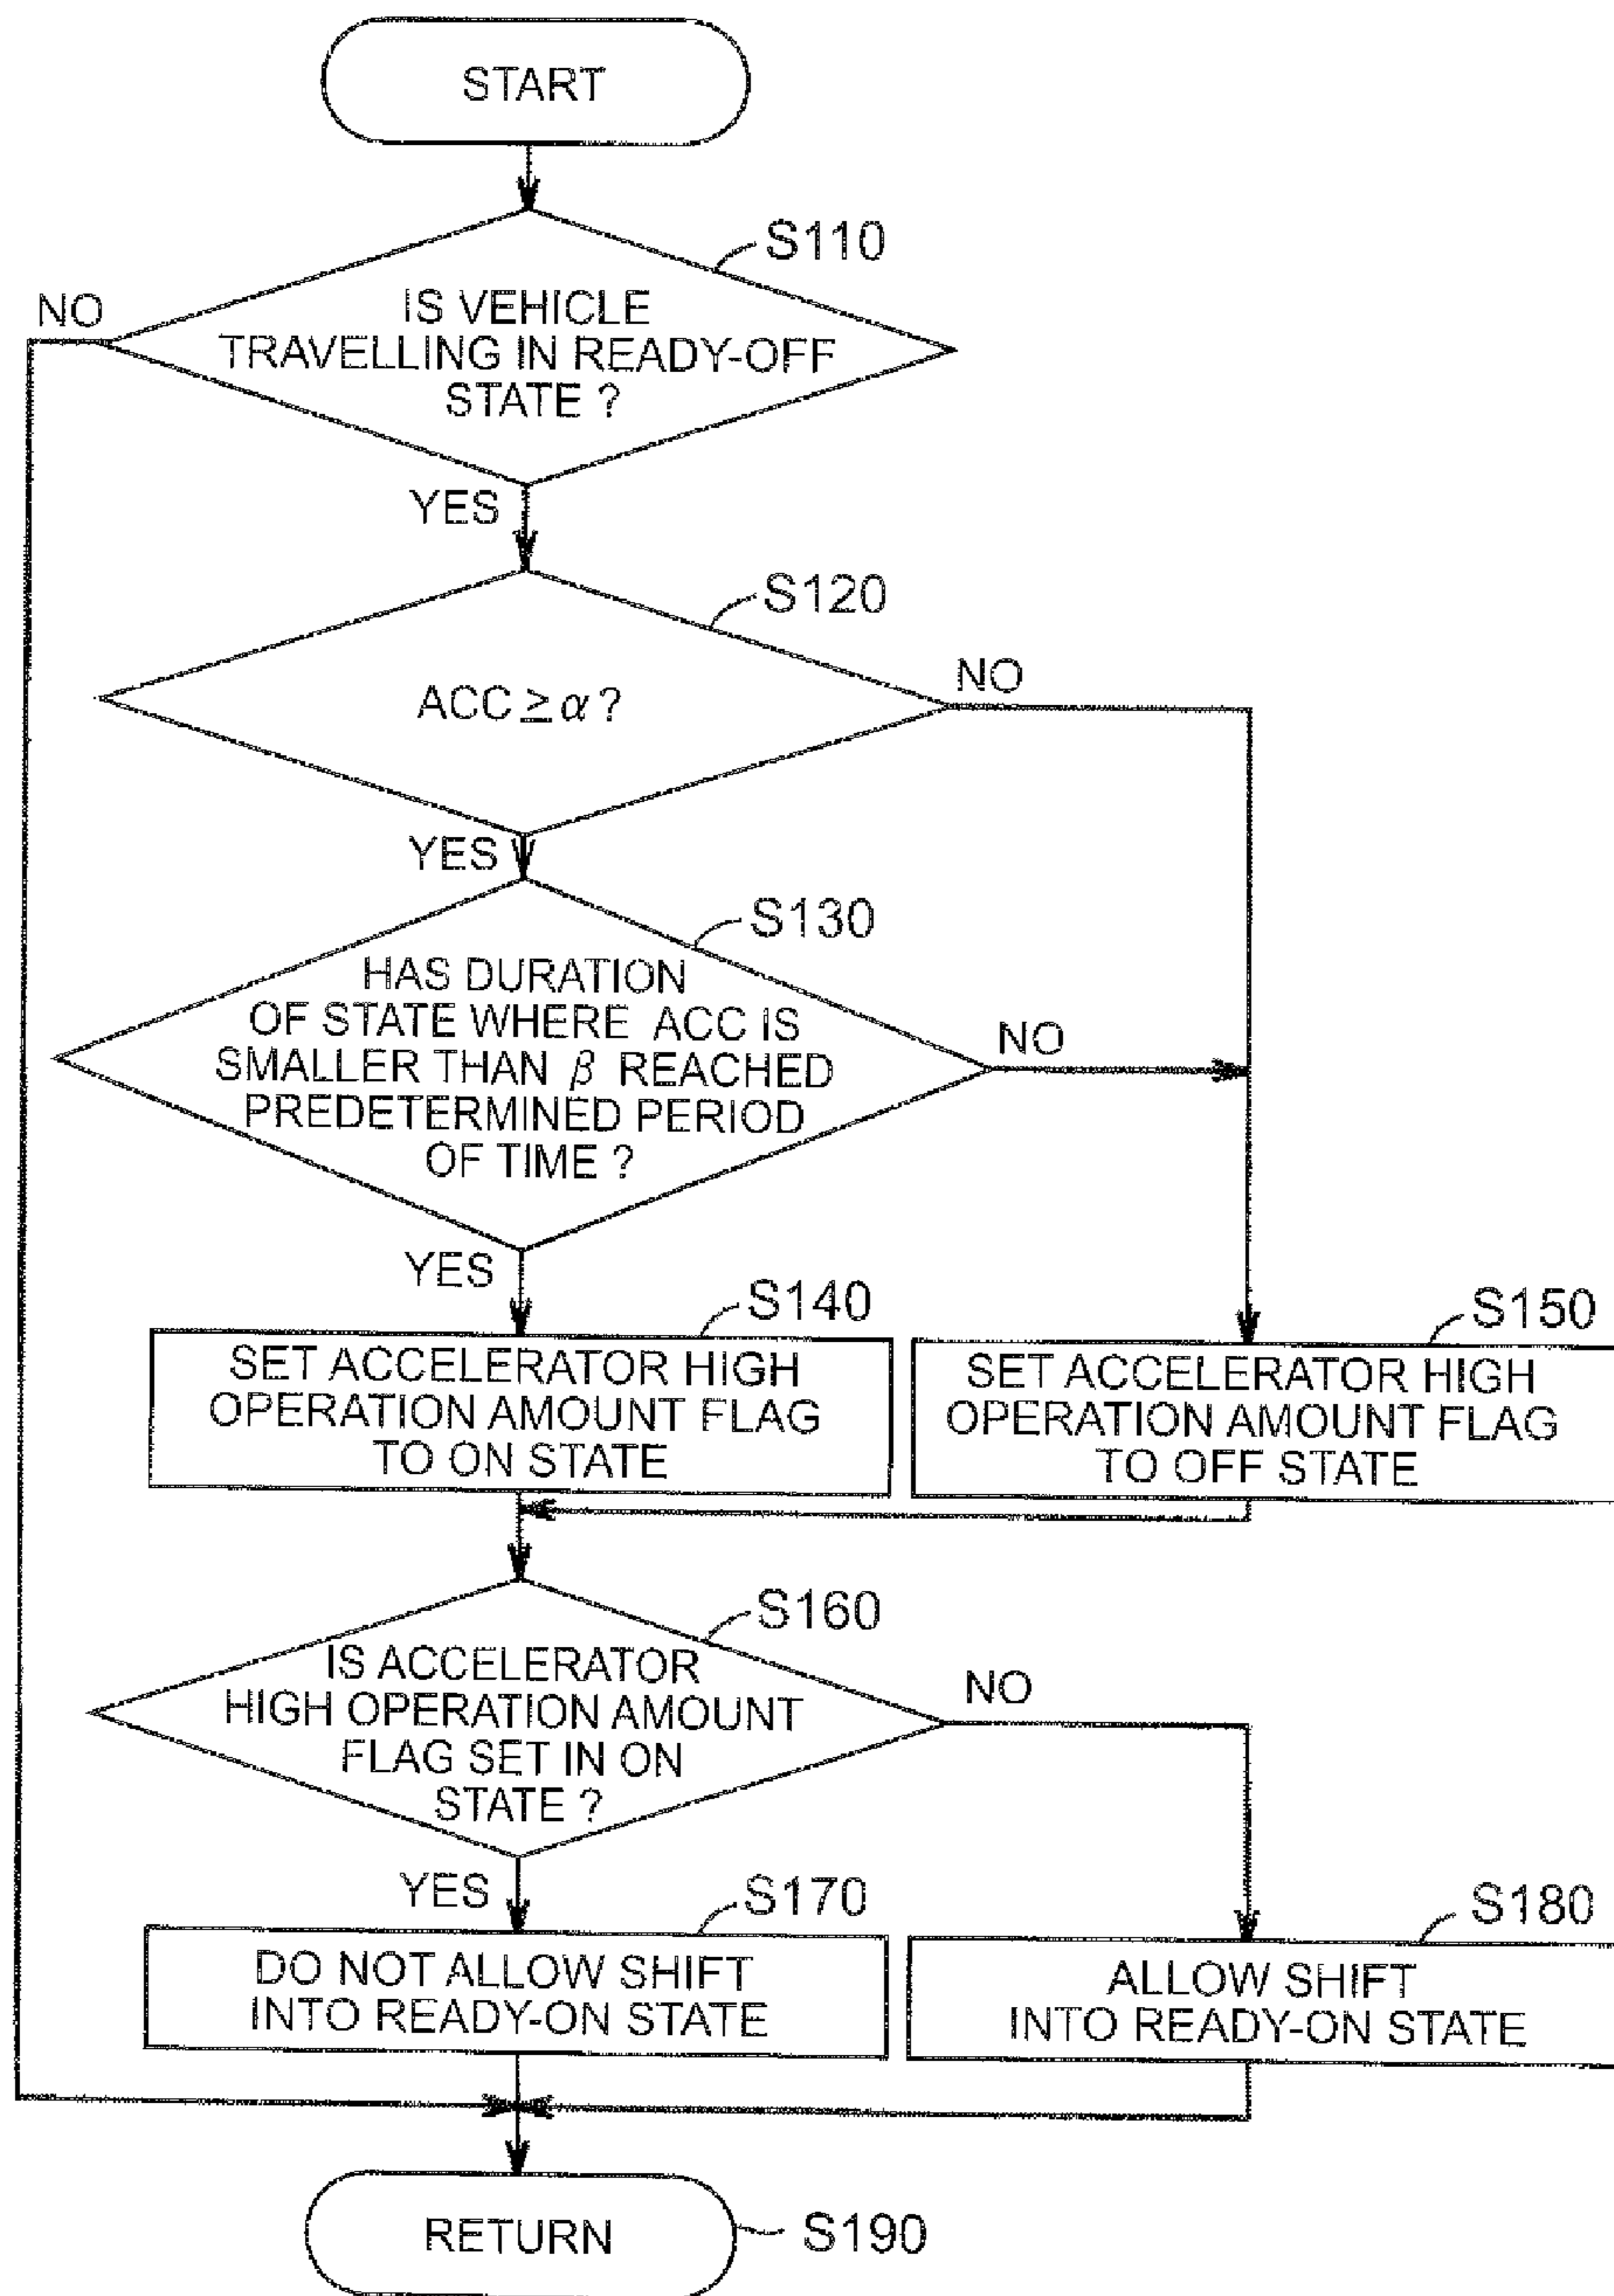 START
S110
NO
IS VEHICLE
TRAVELLING IN READY-OFF
STATE ?
YES
S120
NO
ACC ≧ α ?
YES
S130
HAS DURATION
OF STATE WHERE ACC IS
SMALLER THAN β REACHED
PREDETERMINED PERIOD
OF TIME ?
NO
YES
S140
SET ACCELERATOR HIGH
OPERATION AMOUNT FLAG
TO ON STATE
S150
SET ACCELERATOR HIGH
OPERATION AMOUNT FLAG
TO OFF STATE
S160
IS ACCELERATOR
HIGH OPERATION AMOUNT
FLAG SET IN ON
STATE ?
NO
YES
S170
DO NOT ALLOW SHIFT
INTO READY-ON STATE
S180
ALLOW SHIFT
INTO READY-ON STATE
RETURN
S190